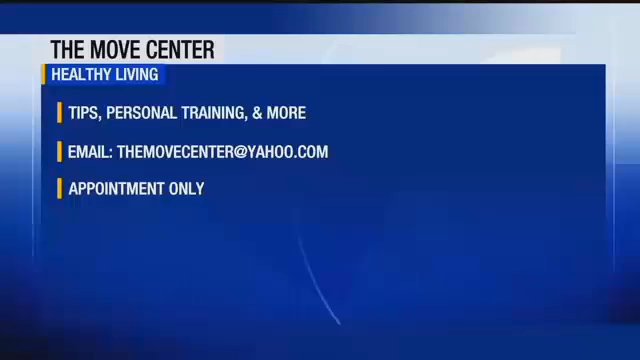 THE MOVE CENTER
HEALTHY LIVING
TIPS, PERSONAL TRAINING, & MORE
EMAIL: THEMOVECENTER@YAHOO.COM
APPOINTMENT ONLY